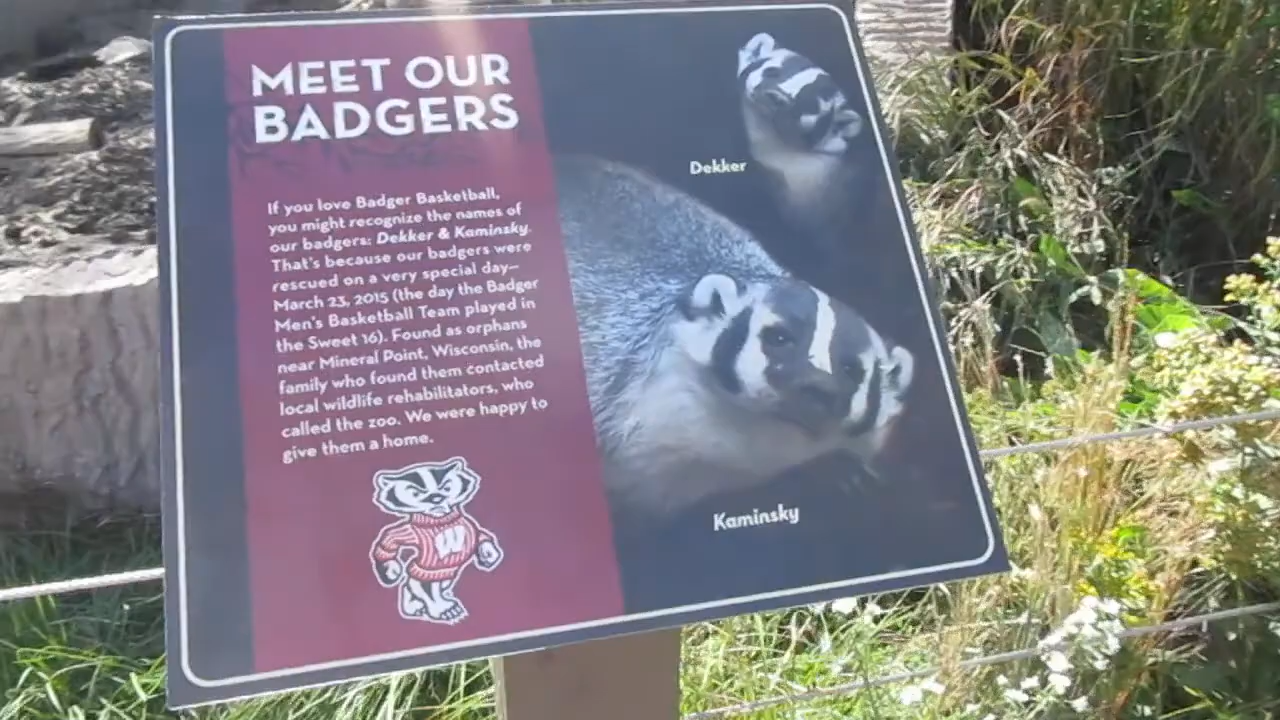 MEET OUR
BADGERS
If you love Badger Basketball,
you might recognize the names of
our badgers: Dekker & Kaminsky.
That's because our badgers were
rescued on a very special day—
March 23, 2015 (the day the Badger
Men's Basketball Team played in
the Sweet 16). Found as orphans
near Mineral Point, Wisconsin, the
family who found them contacted
local wildlife rehabilitators, who
called the zoo. We were happy to
give them a home.
W
Dekker
Kaminsky